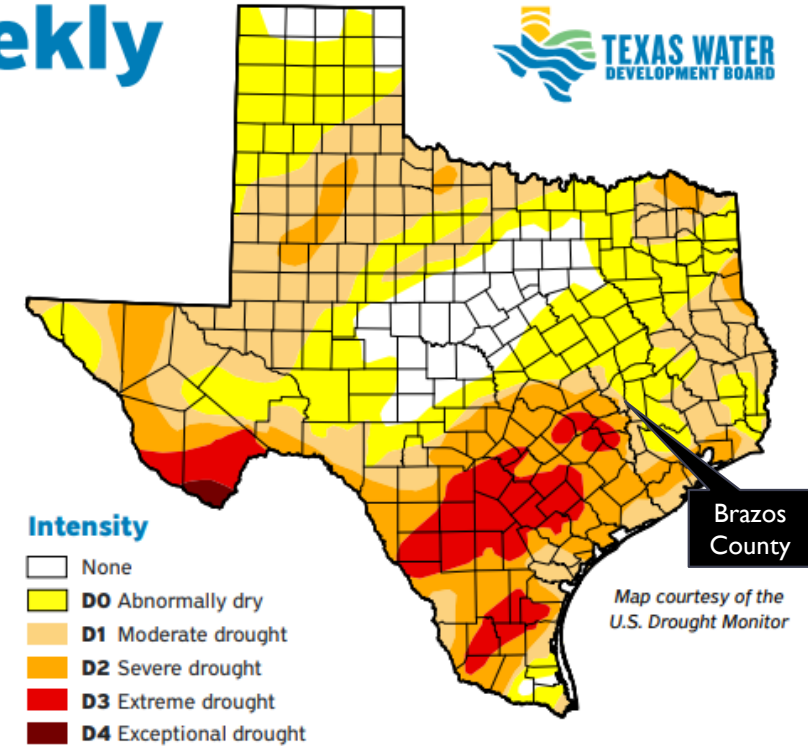 ekly
TEXAS WATER
DEVELOPMENT BOARD
Brazos
County
Intensity
None
D0 Abnormally dry
D1 Moderate drought
D2 Severe drought
D3 Extreme drought
D4 Exceptional drought
Map courtesy of the
U.S. Drought Monitor